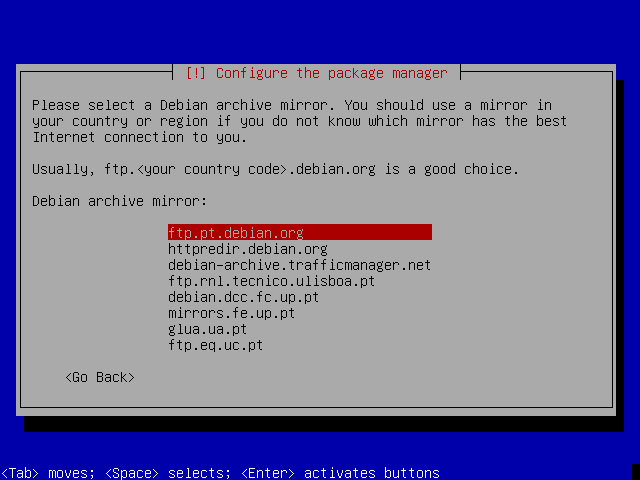 [!] Configure the package manager
Please select a Debian archive mirror. You should use a mirror in
your country or region if you do not know which mirror has the best
Internet connection to you.
Usually, ftp.<your country code>.debian.org is a good choice.
Debian archive mirror:
ftp.pt.debian.org
httpredir.debian.org
debian-archive.trafficmanager.net
ftp.rnl.tecnico.ulisboa.pt
debian.dcc.fc.up.pt
mirrors.fe.up.pt
glua.ua.pt
ftp.eq.uc.pt
<Go Back>
<Tab> moves; <Space> selects; <Enter> activates buttons